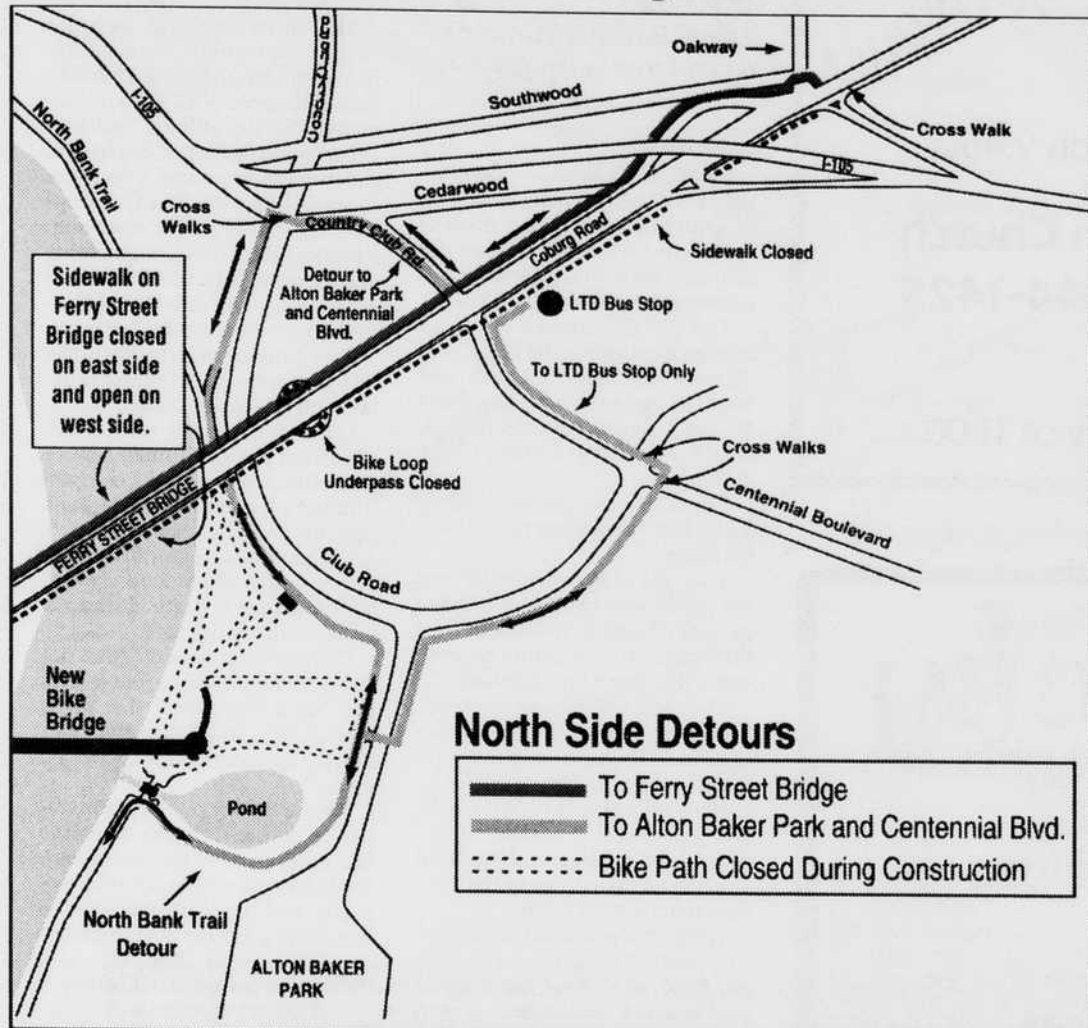 Oakway
I-105
Southwood
North Bank Trail
Cross Walk
I-105
Cedarwood
Cross
Walks
Country Club Rd.
Coburg Road
Sidewalk Closed
Detour to
Alton Baker Park
and Centennial
Blvd.
Sidewalk on
Ferry Street
Bridge closed
on east side
and open on
west side.
LTD Bus Stop
To LTD Bus Stop Only
Cross Walks
Bike Loop
Underpass Closed
Centennial Boulevard
FERRY STREET BRIDGE
Club Road
New
Bike
Bridge
North Side Detours
To Ferry Street Bridge
To Alton Baker Park and Centennial Blvd.
Bike Path Closed During Construction
Pond
North Bank Trail
Detour
ALTON BAKER
PARK